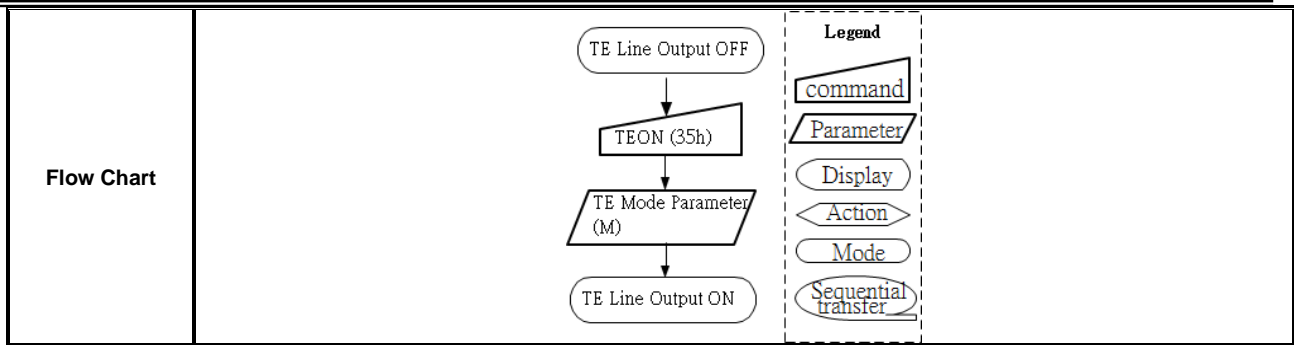 Flow Chart
TE Line Output OFF
TEON (35h)
TE Mode Parameter
(M)
TE Line Output ON
Legend
command
Parameter
Display
Action
Mode
Sequential
transfer